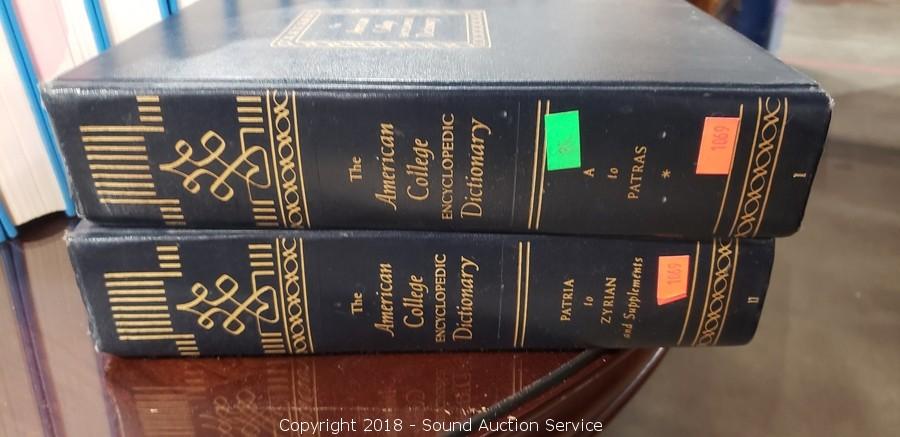 The
American
College
ENCYCLOPEDIC
Dictionary
A
to
PATRAS
*
1069
I
The
American
College
ENCYCLOPEDIC
Dictionary
PATRIA
to
ZYRIAN
and Supplements
1069
II
Copyright 2018 - Sound Auction Service